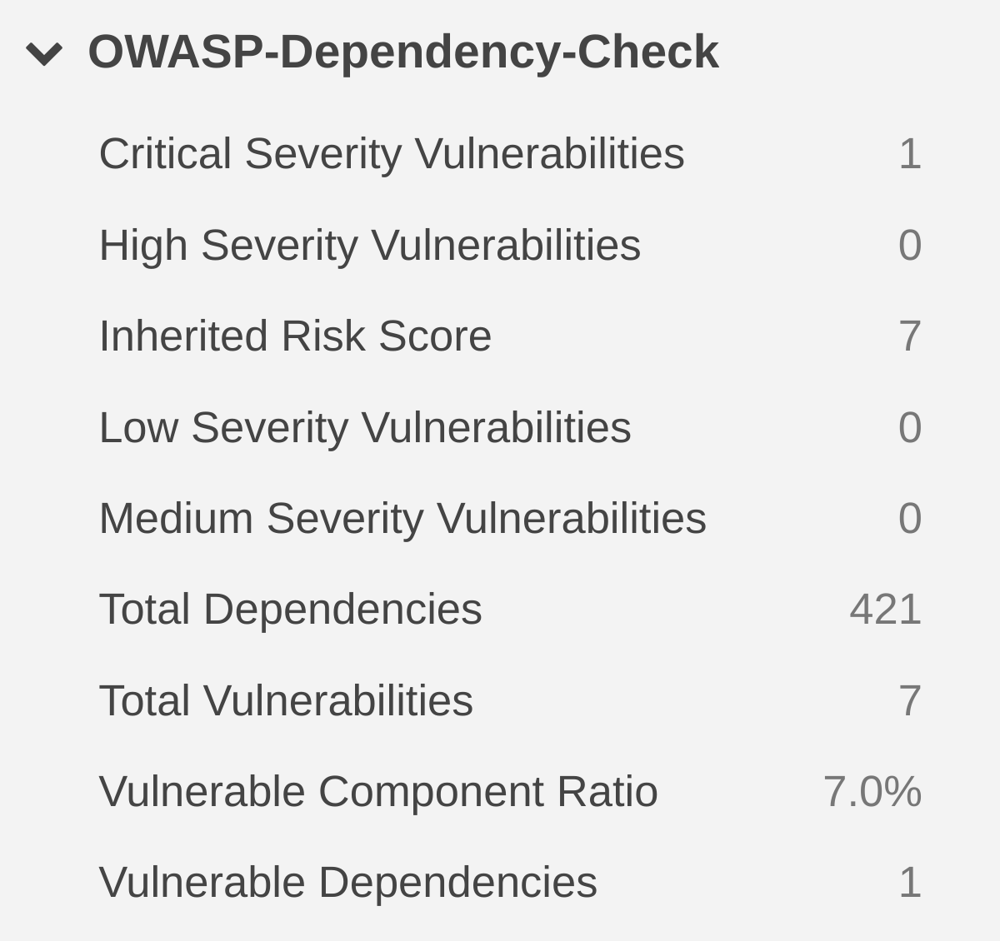 OWASP-Dependency-Check
Critical Severity Vulnerabilities 1
High Severity Vulnerabilities 0
Inherited Risk Score 7
Low Severity Vulnerabilities 0
Medium Severity Vulnerabilities 0
Total Dependencies 421
Total Vulnerabilities 7
Vulnerable Component Ratio 7.0%
Vulnerable Dependencies 1